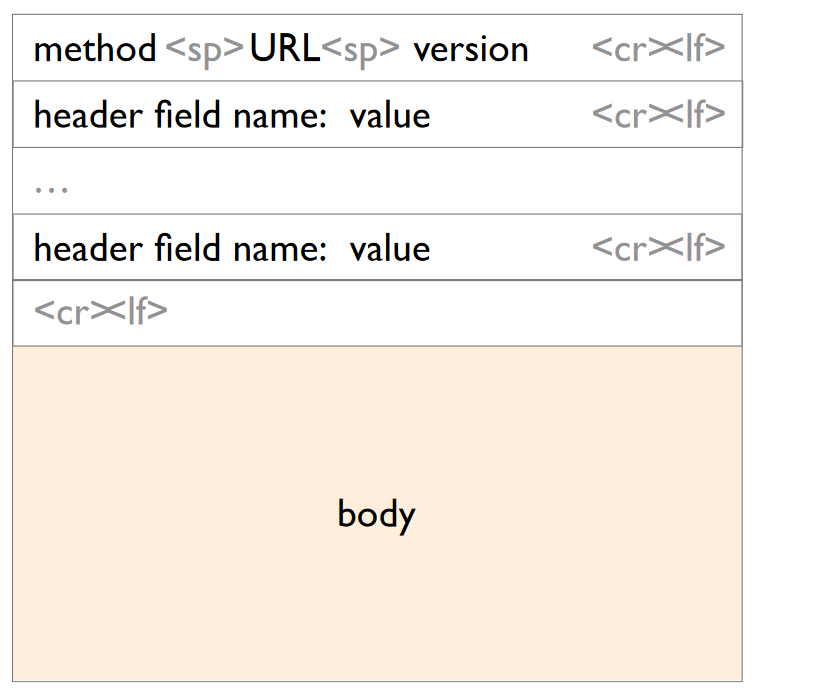 method <sp> URL<sp> version <cr><lf>
header field name: value <cr><lf>
...
header field name: value <cr><lf>
<cr><lf>
body